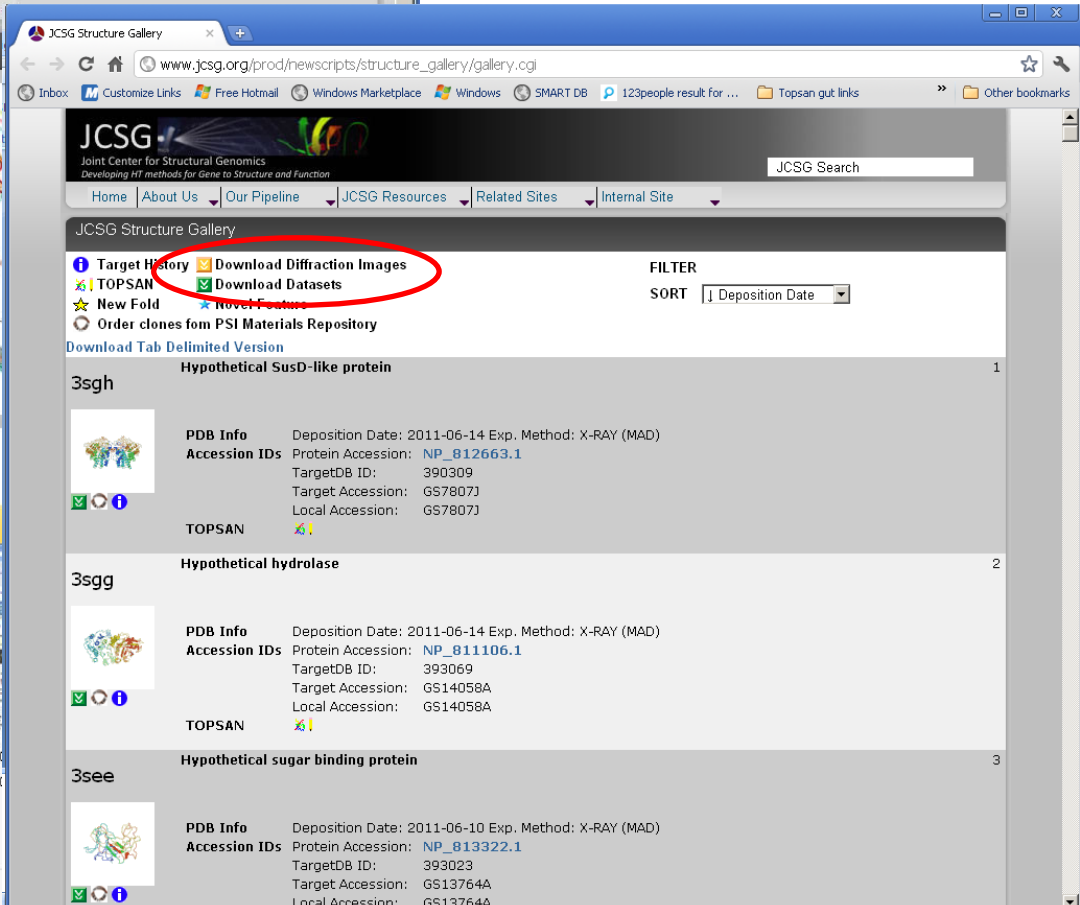 JCSG Structure Gallery
www.jcsg.org/prod/newscripts/structure_gallery/gallery.cgi
Inbox Customize Links Free Hotmail Windows Marketplace Windows SMART DB 123people result for ... Topsan gut links » Other bookmarks
JCSG
Joint Center for Structural Genomics
Developing HT methods for Gene to Structure and Function
JCSG Search
Home About Us Our Pipeline JCSG Resources Related Sites Internal Site
JCSG Structure Gallery
Target History Download Diffraction Images
TOPSAN Download Datasets
New Fold Novel Feature
Order clones fom PSI Materials Repository
FILTER
SORT ↓ Deposition Date
Download Tab Delimited Version
Hypothetical SusD-like protein 1
3sgh
PDB Info Deposition Date: 2011-06-14 Exp. Method: X-RAY (MAD)
Accession IDs Protein Accession: NP_812663.1
TargetDB ID: 390309
Target Accession: GS7807J
Local Accession: GS7807J
TOPSAN
Hypothetical hydrolase 2
3sgg
PDB Info Deposition Date: 2011-06-14 Exp. Method: X-RAY (MAD)
Accession IDs Protein Accession: NP_811106.1
TargetDB ID: 393069
Target Accession: GS14058A
Local Accession: GS14058A
TOPSAN
Hypothetical sugar binding protein 3
3see
PDB Info Deposition Date: 2011-06-10 Exp. Method: X-RAY (MAD)
Accession IDs Protein Accession: NP_813322.1
TargetDB ID: 393023
Target Accession: GS13764A
Local Accession: GS13764A